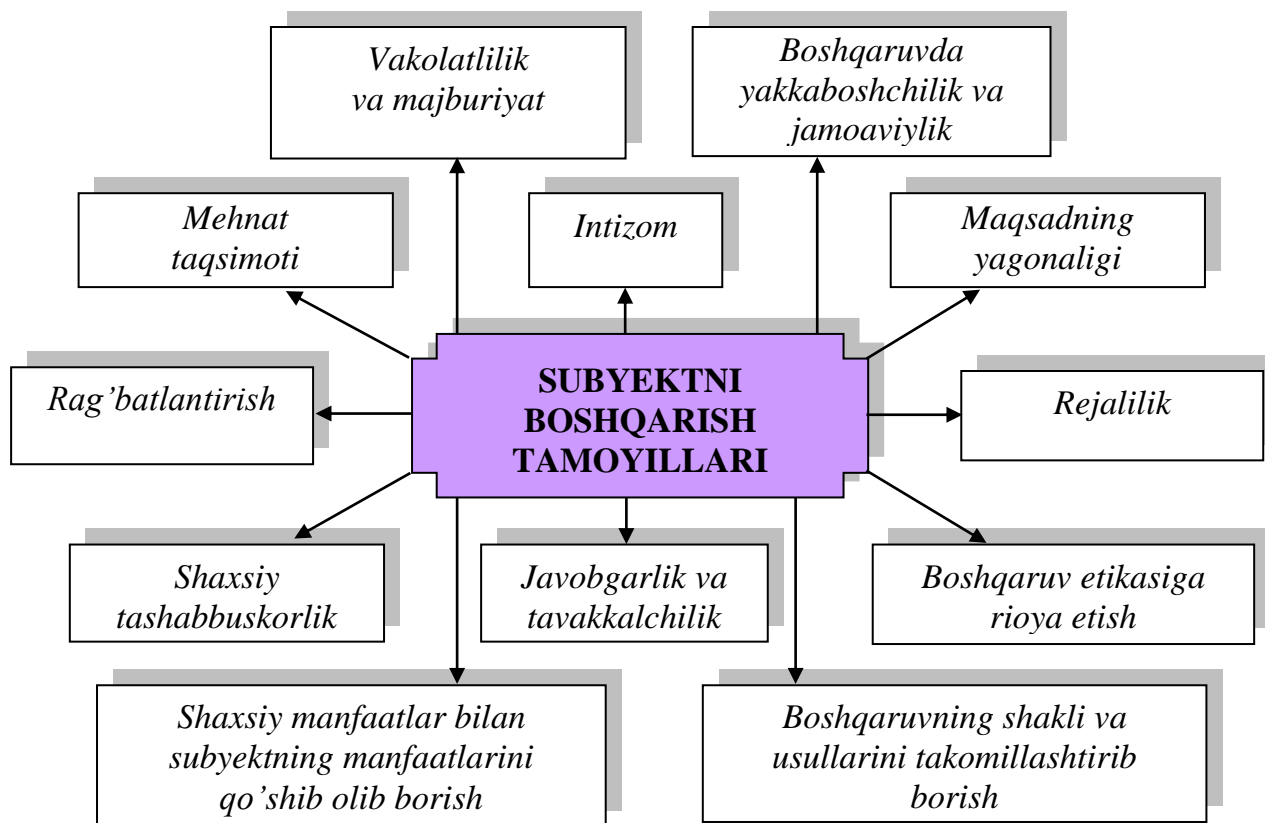 Vakolatlilik
va majburiyat
Boshqaruvda
yakkaboshchilik va
jamoaviylik
Mehnat
taqsimoti
Intizom
Maqsadning
yagonaligi
Rag’batlantirish
SUBYEKTNI
BOSHQARISH
TAMOYILLARI
Rejalilik
Shaxsiy
tashabbuskorlik
Javobgarlik va
tavakkalchilik
Boshqaruv etikasiga
rioya etish
Shaxsiy manfaatlar bilan
subyektning manfaatlarini
qo’shib olib borish
Boshqaruvning shakli va
usullarini takomillashtirib
borish